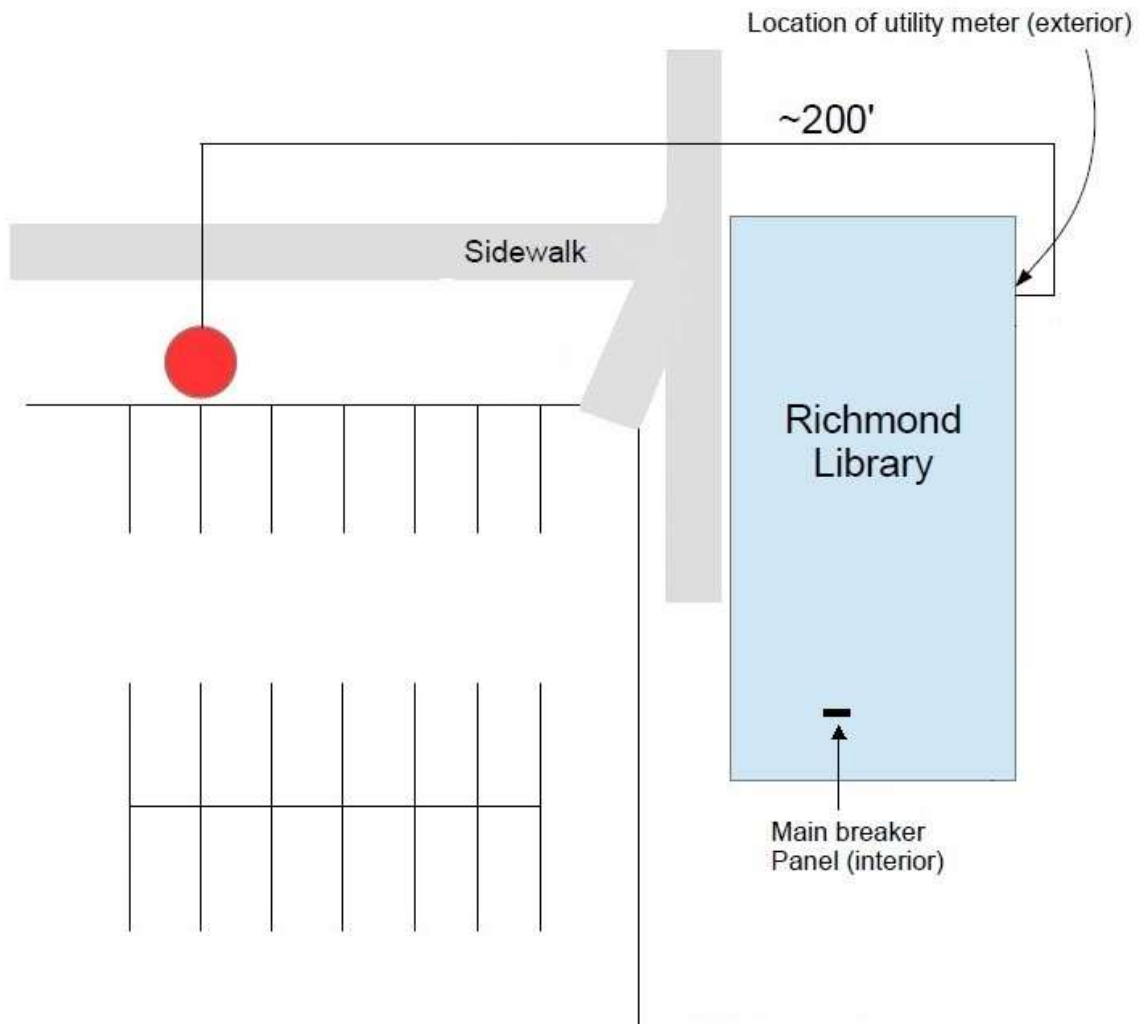 Location of utility meter (exterior)
~200'
Sidewalk
Richmond
Library
Main breaker
Panel (interior)